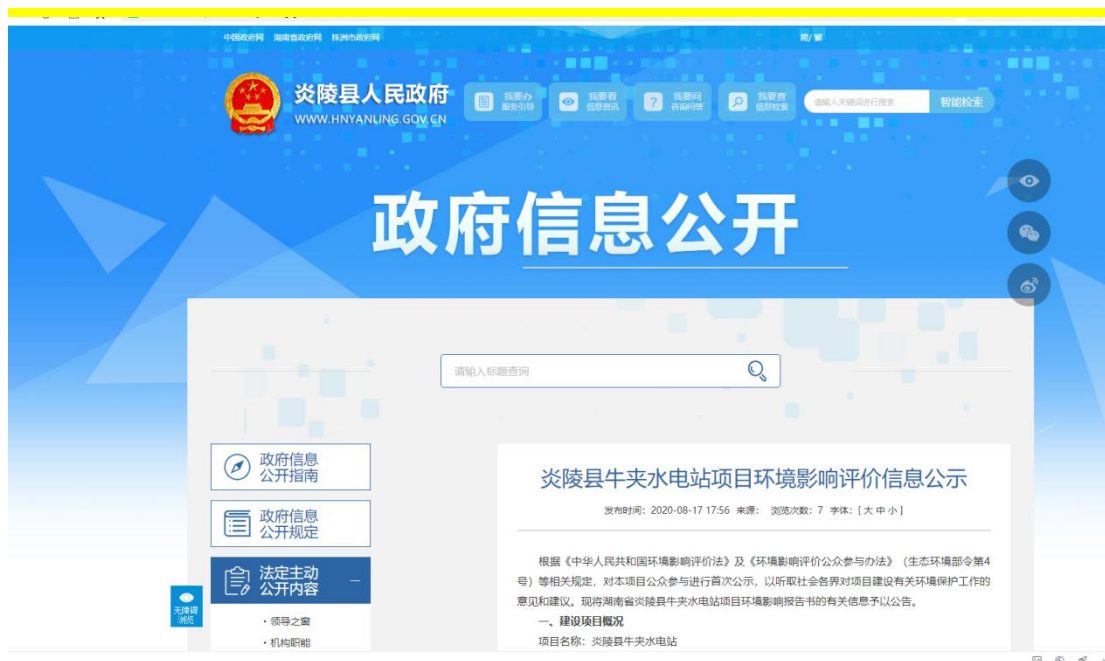 中国政府网 湖南省政府网 株洲市政府网
简/ 繁
炎陵县人民政府
WWW.HNYANLING.GOV.CN
我要办
服务引导
我要看
信息资讯
我要问
咨询问答
我要查
信息检索
请输入关键词进行搜索
智能检索
政府信息公开
请输入标题查询
政府信息
公开指南
政府信息
公开规定
法定主动
公开内容
· 领导之窗
· 机构职能
无障碍
浏览
炎陵县牛夹水电站项目环境影响评价信息公示
发布时间：2020-08-17 17:56 来源： 浏览次数：7 字体：[ 大 中 小 ]
根据《中华人民共和国环境影响评价法》及《环境影响评价公众参与办法》（生态环境部令第4
号）等相关规定，对本项目公众参与进行首次公示，以听取社会各界对项目建设有关环境保护工作的
意见和建议。现将湖南省炎陵县牛夹水电站项目环境影响报告书的有关信息予以公告。
一、建设项目概况
项目名称：炎陵县牛夹水电站